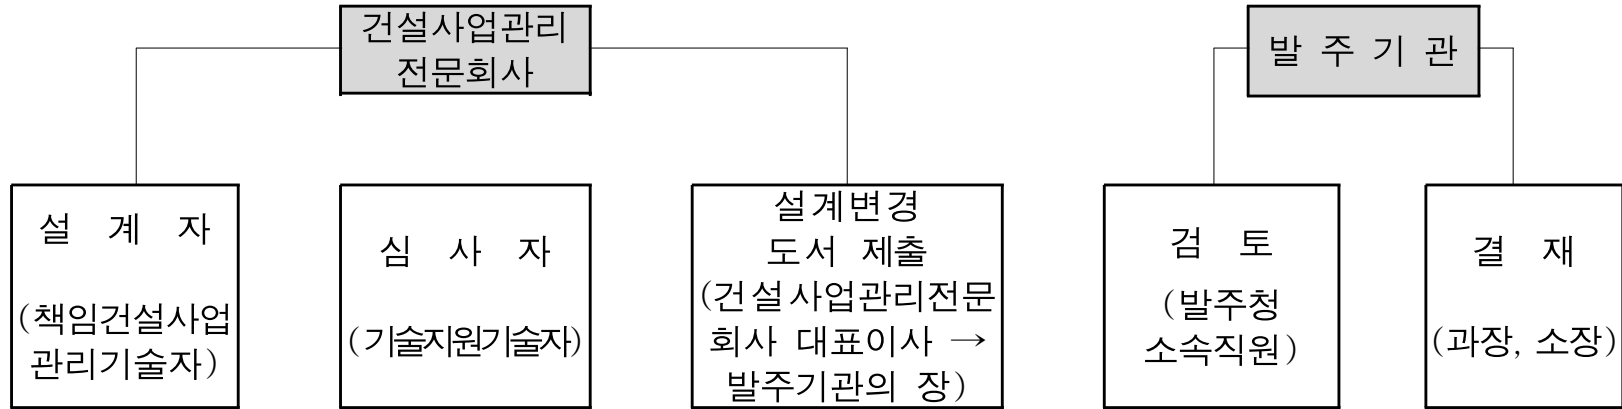 건설사업관리
전문회사
발 주 기 관
설 계 자
(책임건설사업
관리기술자)
심 사 자
(기술지원기술자)
설계변경
도서 제출
(건설사업관리전문
회사 대표이사 →
발주기관의 장)
검 토
(발주청
소속직원)
결 재
(과장, 소장)